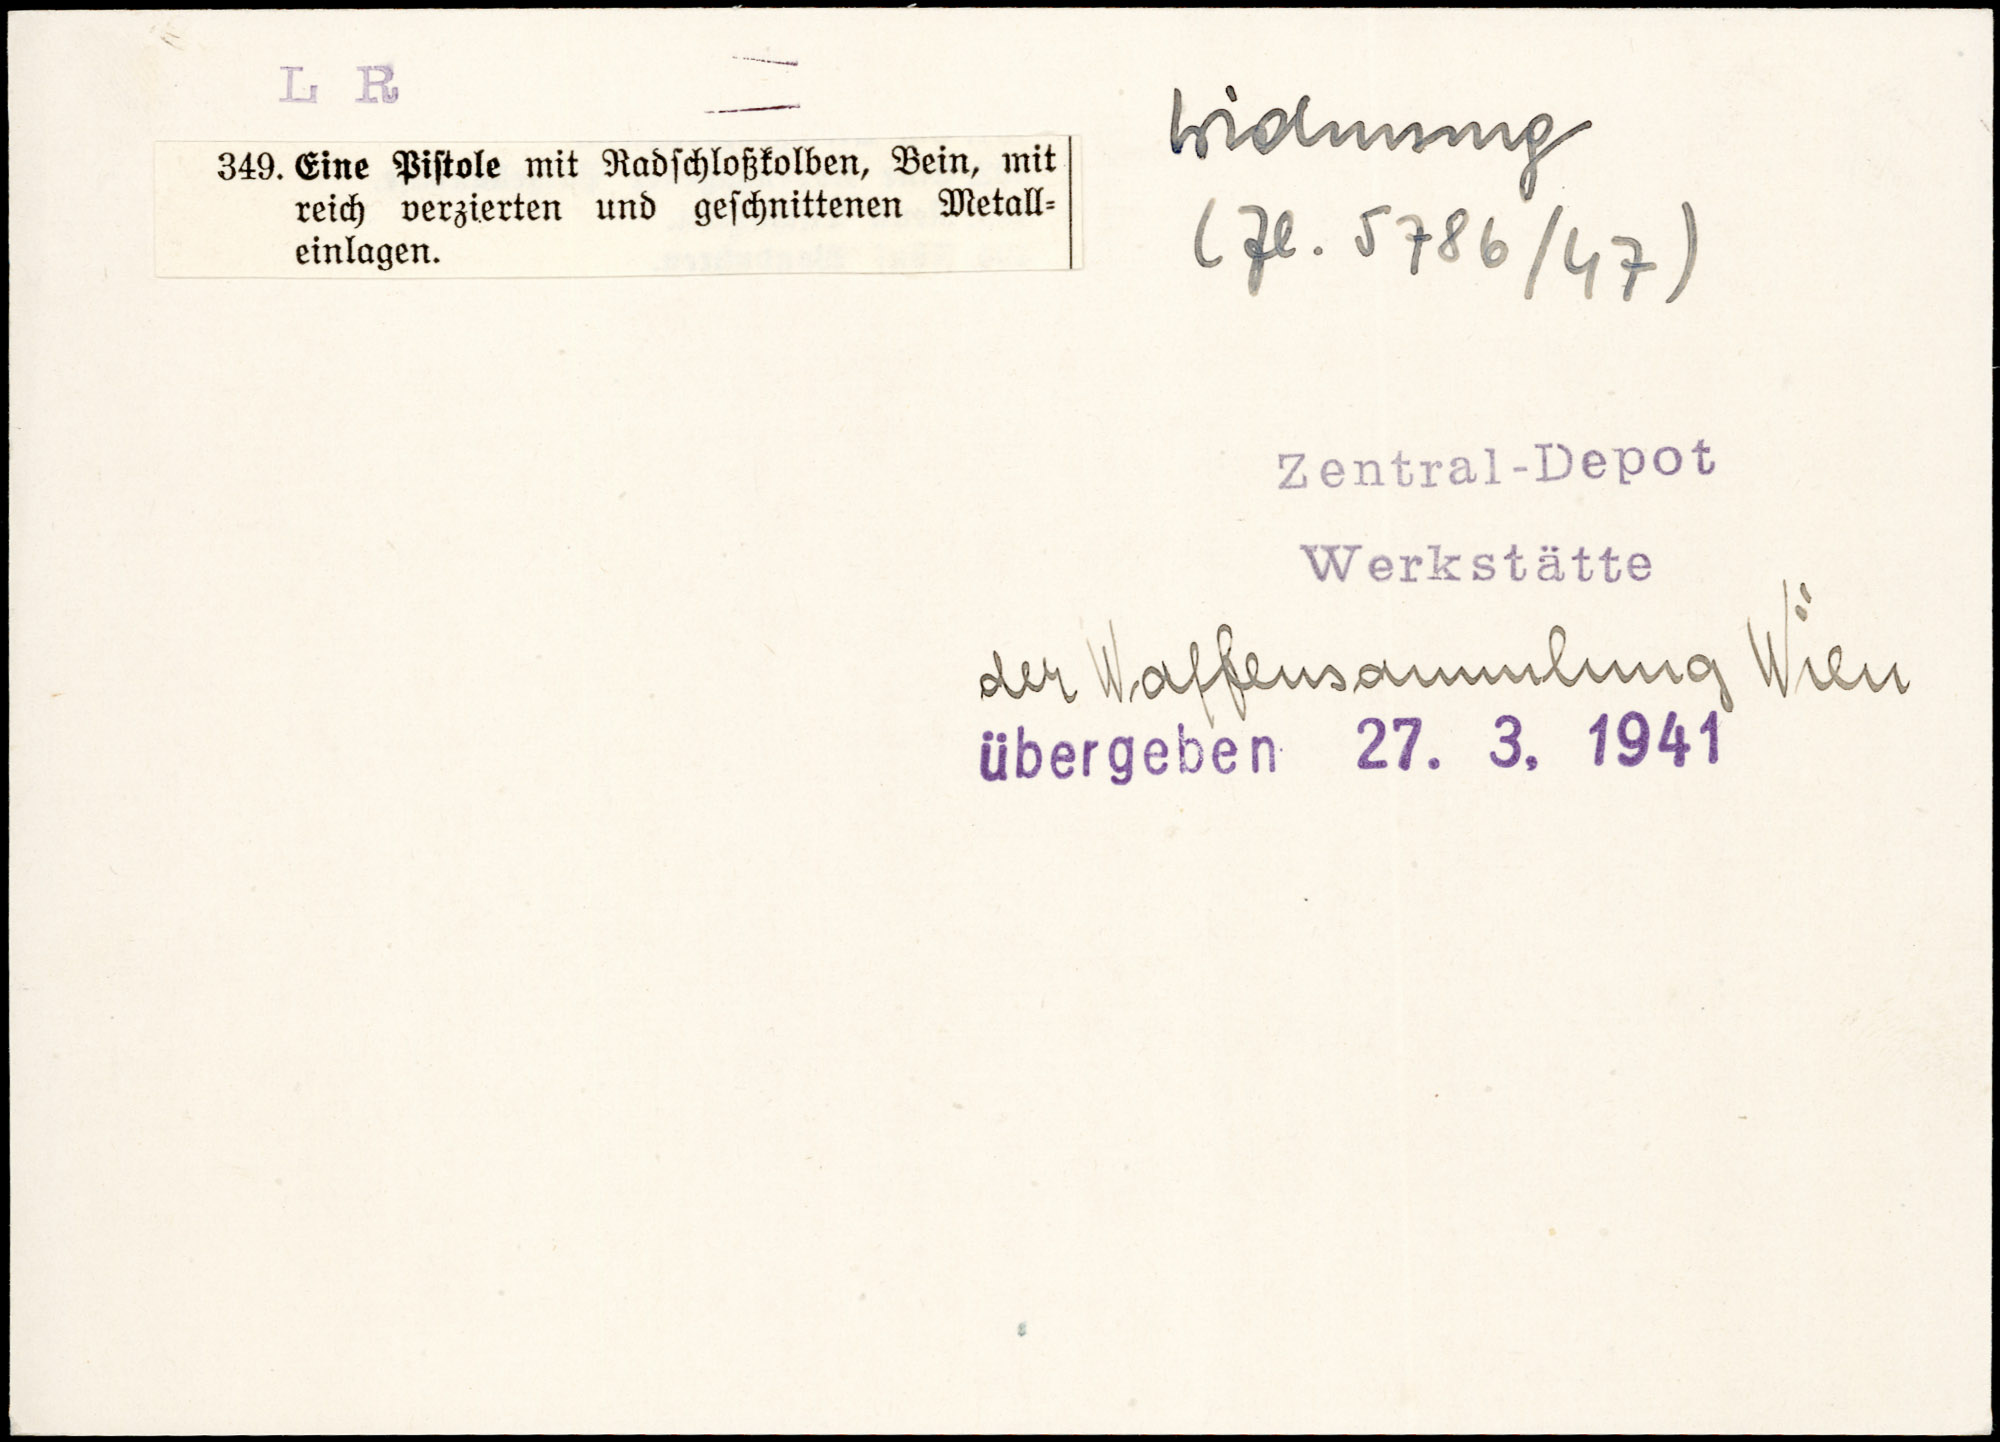 L R
349. Eine Pistole mit Radschloßkolben, Bein, mit
reich verzierten und geschnittenen Metall-
einlagen.
Widmung
(Zl. 5786/47)
Zentral-Depot
Werkstätte
der Waffensammlung Wien
übergeben 27. 3. 1941